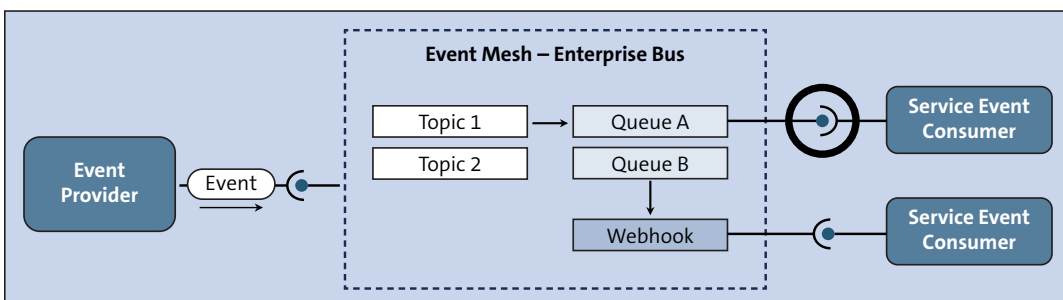 Event Mesh – Enterprise Bus
Topic 1
Queue A
Service Event
Consumer
Topic 2
Queue B
Event
Provider
Event
Webhook
Service Event
Consumer